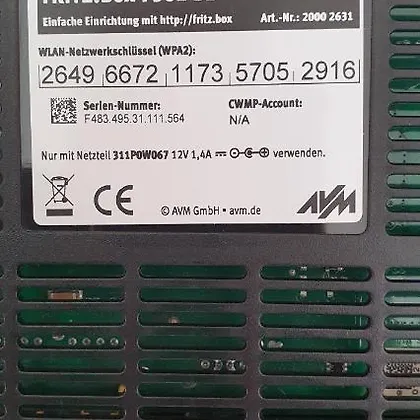 Einfache Einrichtung mit http://fritz.box Art.-Nr.: 2000 2631
WLAN-Netzwerkschlüssel (WPA2):
2649 6672 1173 5705 2916
Serien-Nummer: CWMP-Account:
F483.495.31.111.564 N/A
Nur mit Netzteil 311P0W067 12V 1,4A verwenden.
CE © AVM GmbH • avm.de AVM